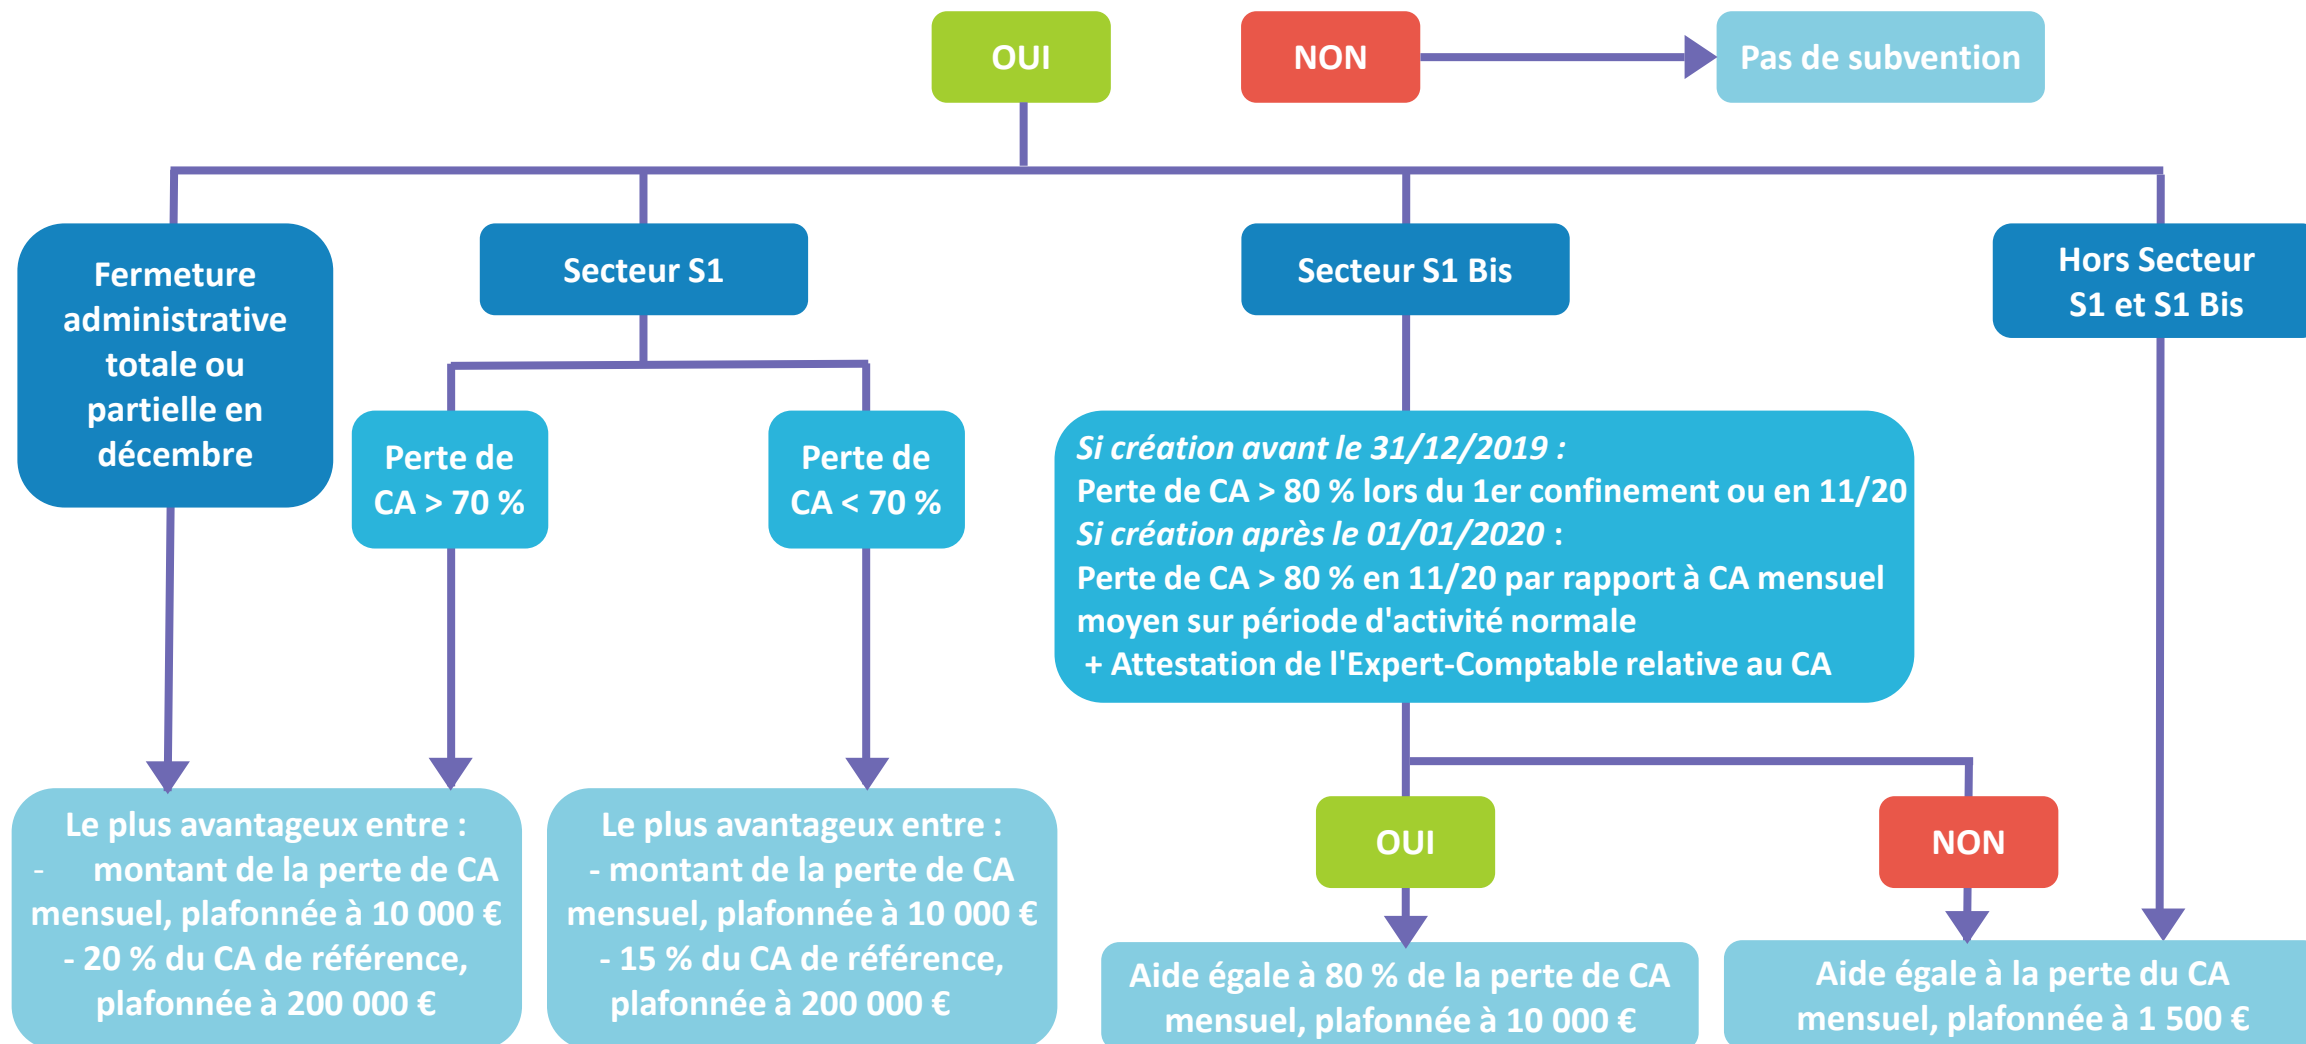 OUI
NON
Pas de subvention
Fermeture
administrative
totale ou
partielle en
décembre
Secteur S1
Secteur S1 Bis
Hors Secteur
S1 et S1 Bis
Perte de
CA > 70 %
Perte de
CA < 70 %
Si création avant le 31/12/2019 :
Perte de CA > 80 % lors du 1er confinement ou en 11/20
Si création après le 01/01/2020 :
Perte de CA > 80 % en 11/20 par rapport à CA mensuel
moyen sur période d'activité normale
+ Attestation de l'Expert-Comptable relative au CA
Le plus avantageux entre :
- montant de la perte de CA
mensuel, plafonnée à 10 000 €
- 20 % du CA de référence,
plafonnée à 200 000 €
Le plus avantageux entre :
- montant de la perte de CA
mensuel, plafonnée à 10 000 €
- 15 % du CA de référence,
plafonnée à 200 000 €
OUI
NON
Aide égale à 80 % de la perte de CA
mensuel, plafonnée à 10 000 €
Aide égale à la perte du CA
mensuel, plafonnée à 1 500 €